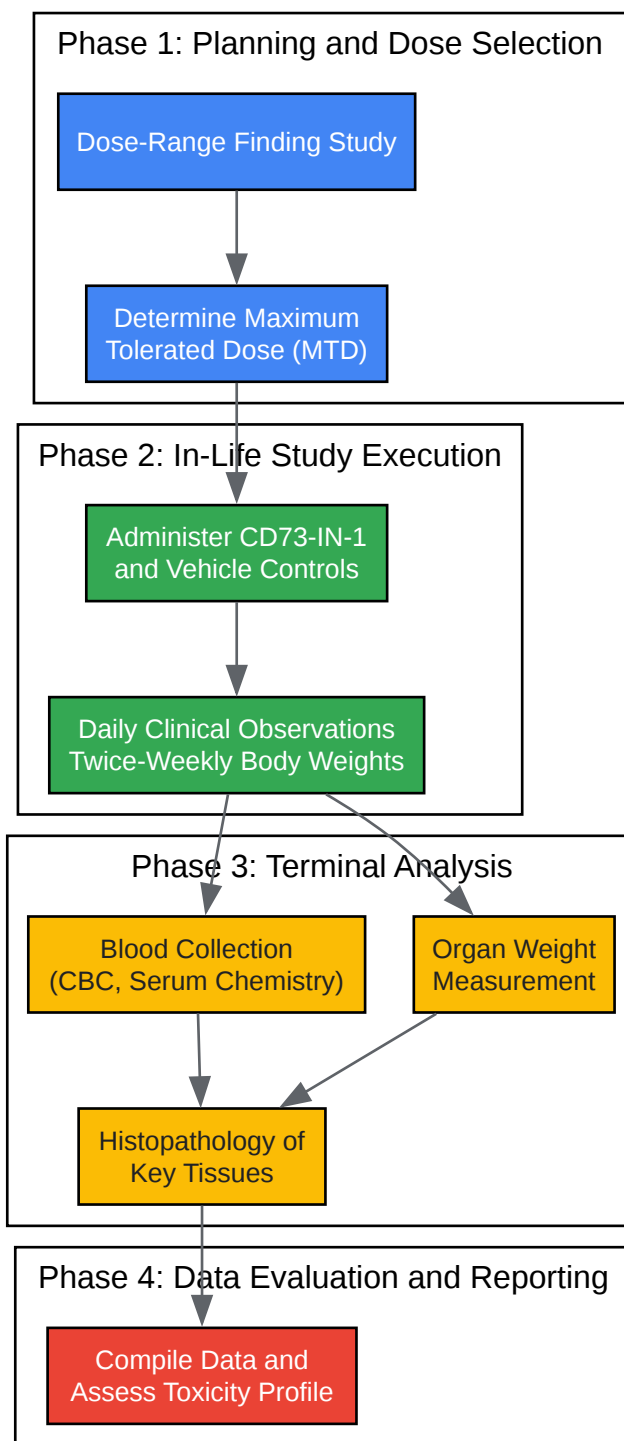 Phase 1: Planning and Dose Selection
Dose-Range Finding Study
Determine Maximum
Tolerated Dose (MTD)
Phase 2: In-Life Study Execution
Administer CD73-IN-1
and Vehicle Controls
Daily Clinical Observations
Twice-Weekly Body Weights
Phase 3: Terminal Analysis
Blood Collection
(CBC, Serum Chemistry)
Organ Weight
Measurement
Histopathology of
Key Tissues
Phase 4: Data Evaluation and Reporting
Compile Data and
Assess Toxicity Profile